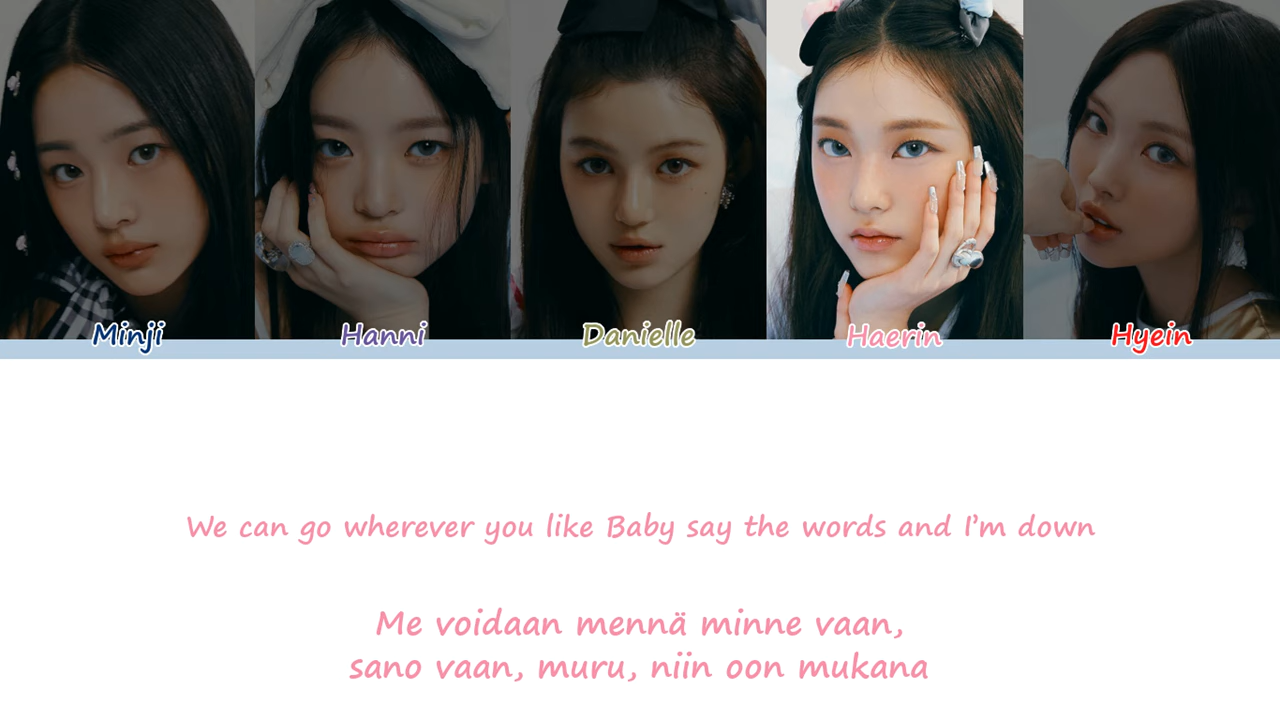 Minji Hanni Danielle Haerin Hyein
We can go wherever you like Baby say the words and I'm down
Me voidaan mennä minne vaan,
sano vaan, muru, niin oon mukana